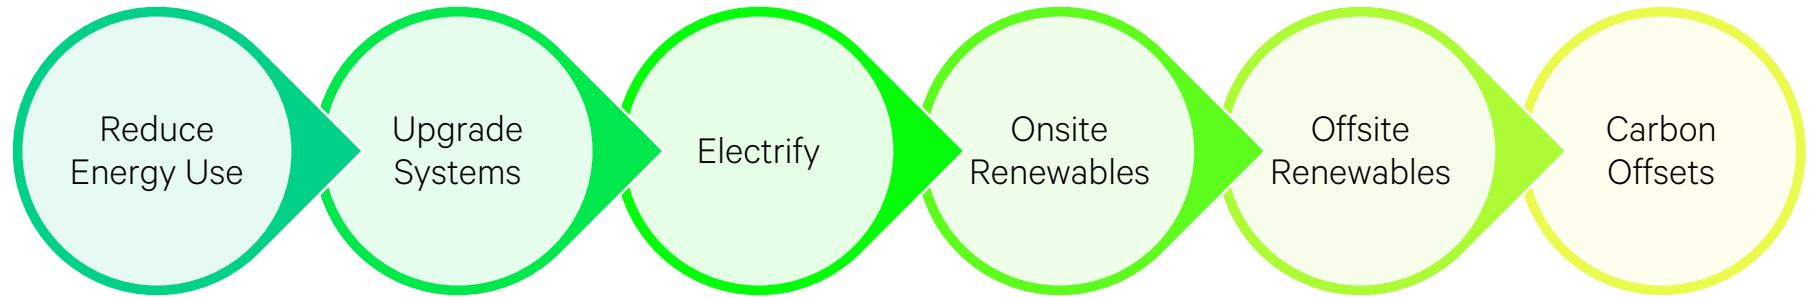 Reduce
Energy Use
Upgrade
Systems
Electrify
Onsite
Renewables
Offsite
Renewables
Carbon
Offsets